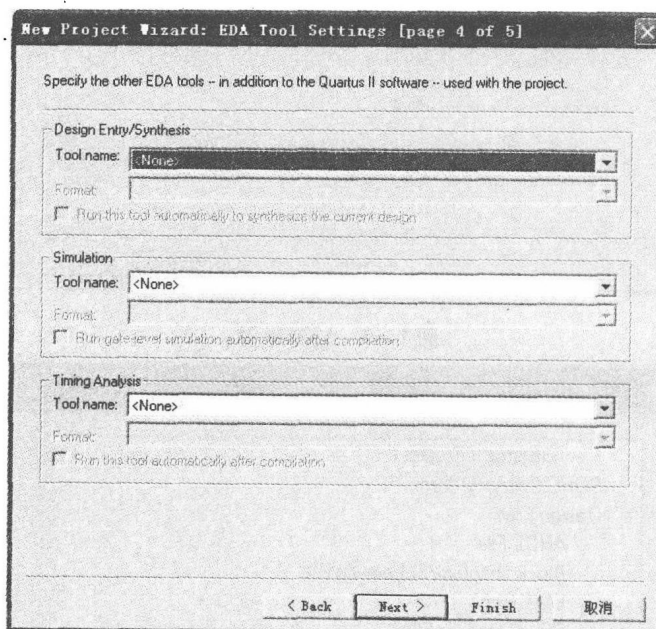 New Project Wizard: EDA Tool Settings [page 4 of 5]
Specify the other EDA tools -- in addition to the Quartus II software -- used with the project.
Design Entry/Synthesis
Tool name: <None>
Format:
Run this tool automatically to synthesize the current design
Simulation
Tool name: <None>
Format:
Run gate-level simulation automatically after compilation
Timing Analysis
Tool name: <None>
Format:
Run this tool automatically after compilation
< Back Next > Finish 取消